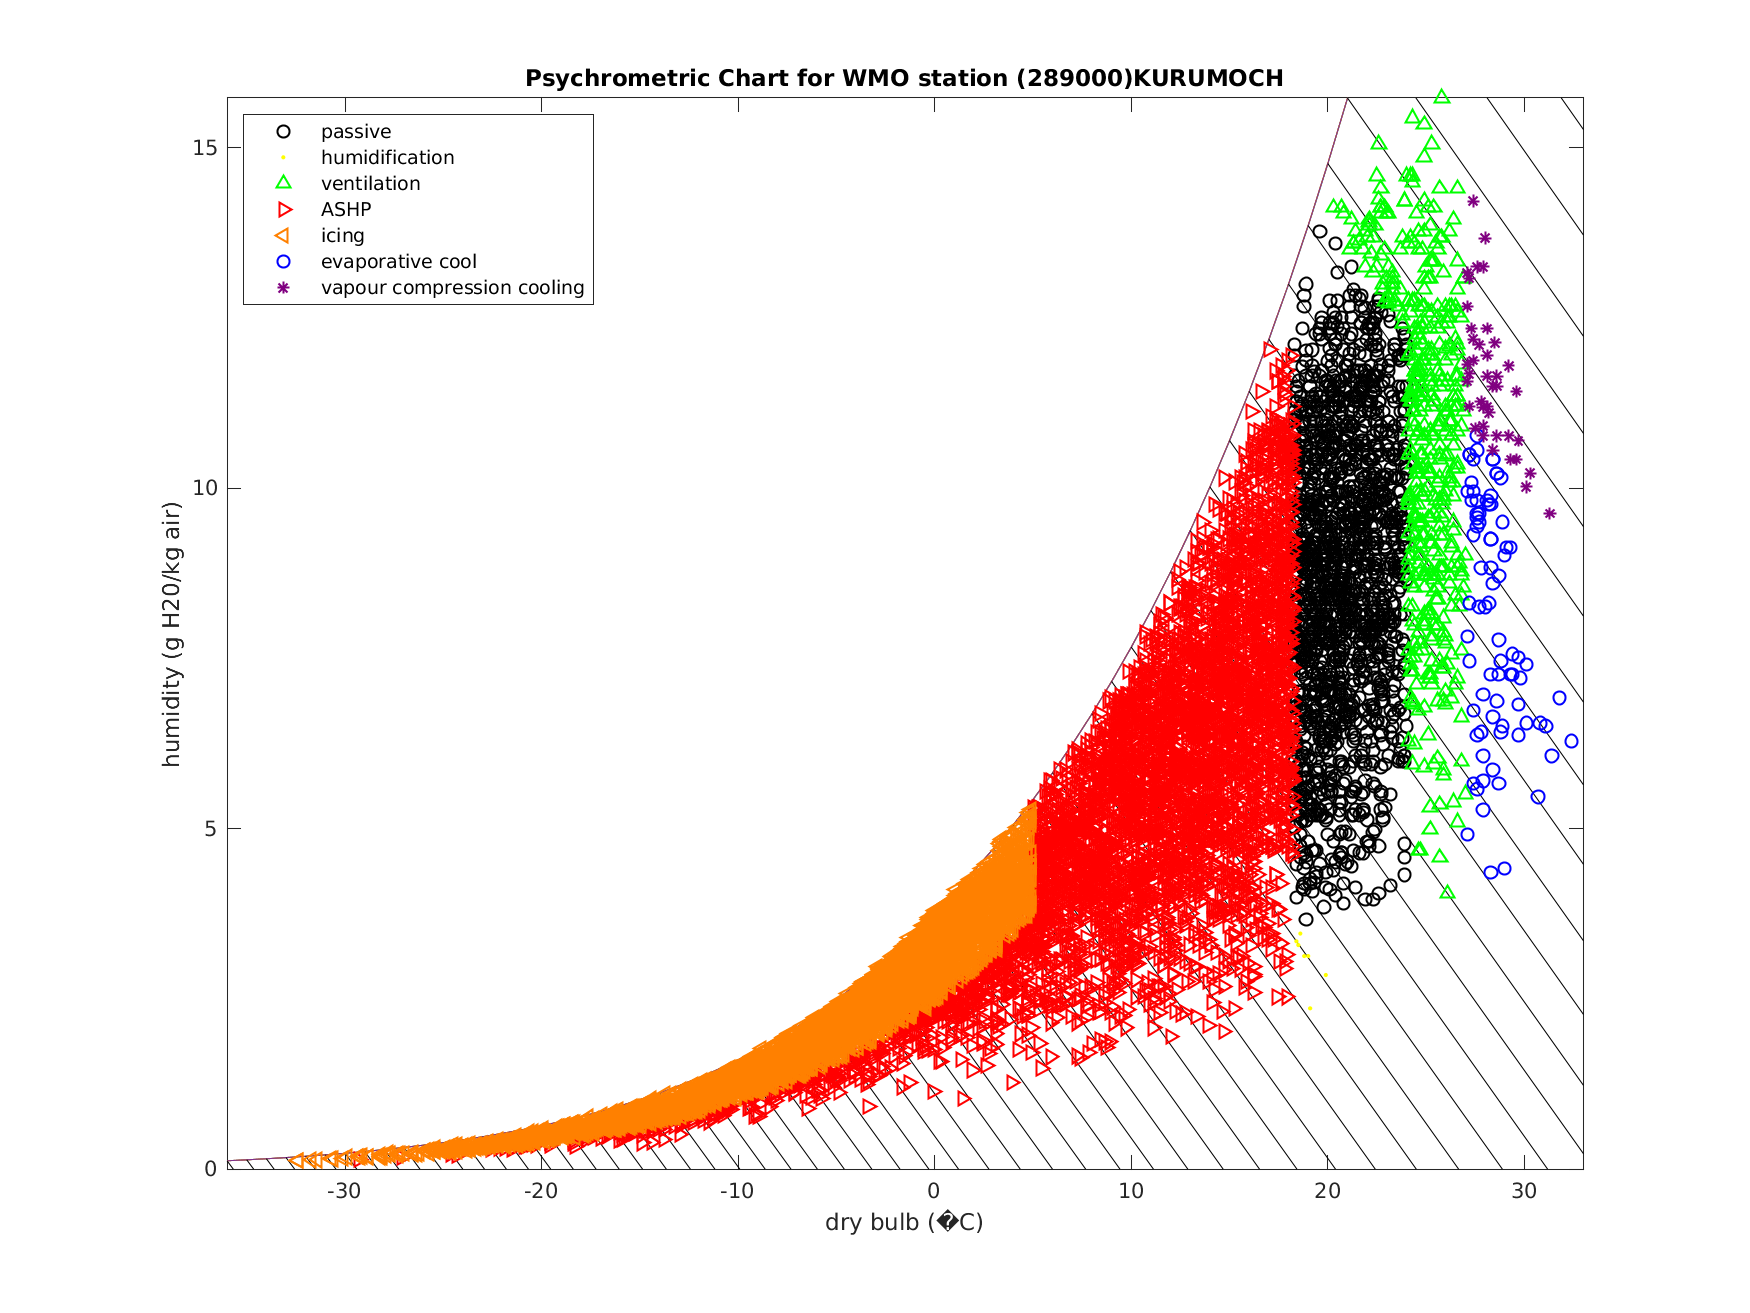 Psychrometric Chart for WMO station (289000)KURUMOCH
passive
humidification
ventilation
ASHP
icing
evaporative cool
vapour compression cooling
15
10
5
0
humidity (g H20/kg air)
-30 -20 -10 0 10 20 30
dry bulb (�C)